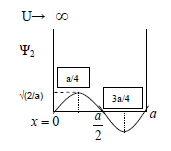 U→ ∞
Ψ₂
a/4
√(2/a)
3a/4
x = 0
a/2
a